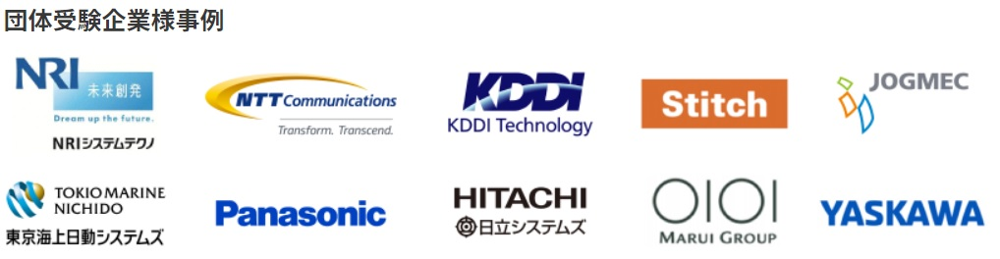 団体受験企業様事例
NRI
未来創発
Dream up the future.
NRIシステムテクノ
NTT Communications
Transform. Transcend.
KDDI
KDDI Technology
Stitch
JOGMEC
TOKIO MARINE
NICHIDO
東京海上日動システムズ
Panasonic
HITACHI
日立システムズ
OIOI
MARUI GROUP
YASKAWA